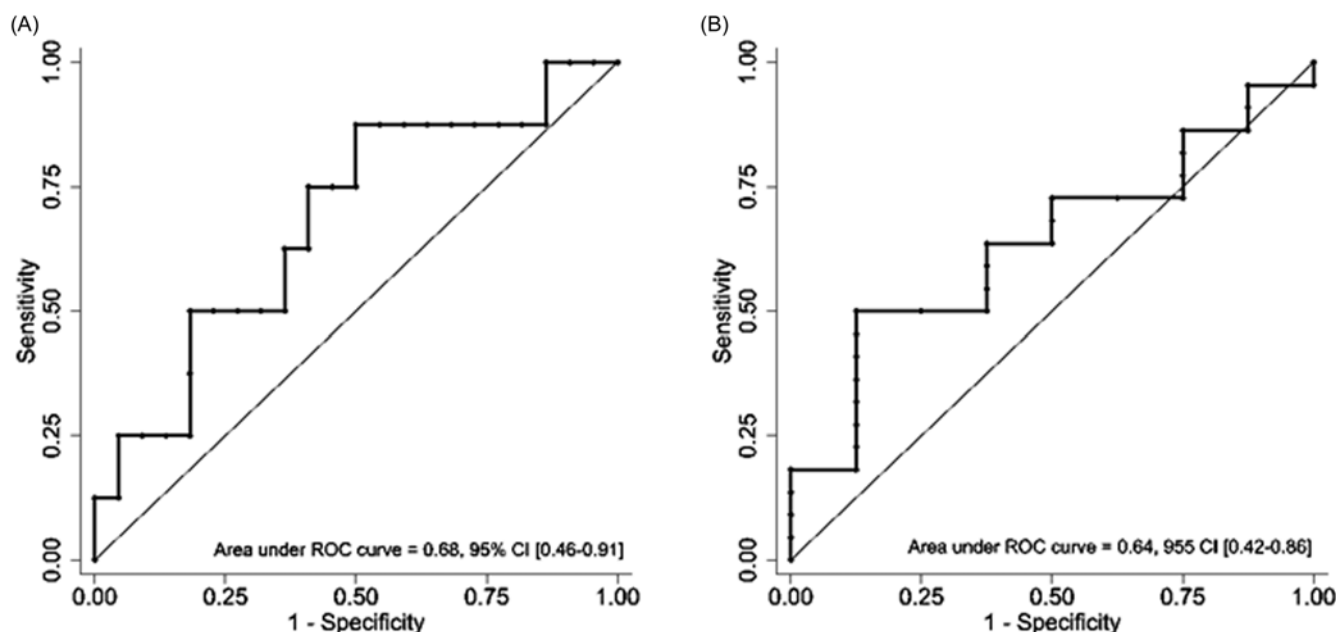 (A)
1.00
0.75
Sensitivity
0.50
0.25
0.00
Area under ROC curve = 0.68, 95% CI [0.46-0.91]
0.00 0.25 0.50 0.75 1.00
1 - Specificity
(B)
1.00
0.75
Sensitivity
0.50
0.25
0.00
Area under ROC curve = 0.64, 955 CI [0.42-0.86]
0.00 0.25 0.50 0.75 1.00
1 - Specificity